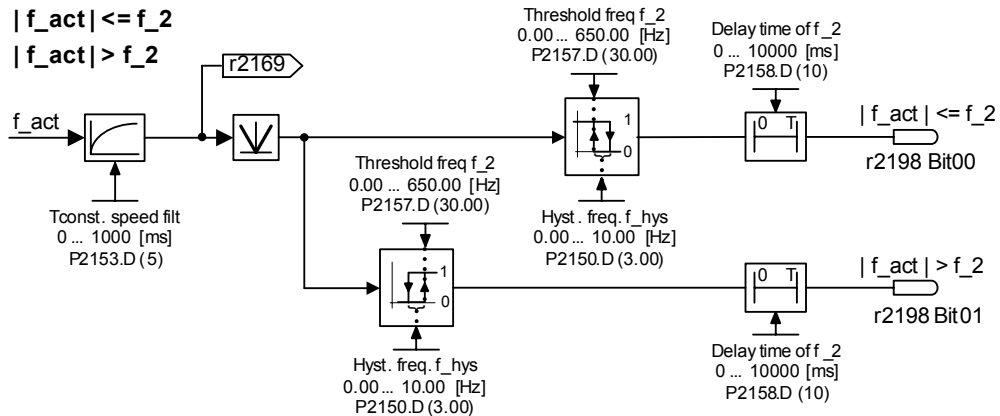 | f_act | <= f_2
| f_act | > f_2
r2169
f_act
Tconst. speed filt
0 ... 1000 [ms]
P2153.D (5)
Threshold freq f_2
0.00 ... 650.00 [Hz]
P2157.D (30.00)
1
0
Hyst. freq. f_hys
0.00 ... 10.00 [Hz]
P2150.D (3.00)
Delay time of f_2
0 ... 10000 [ms]
P2158.D (10)
0 T
| f_act | <= f_2
r2198 Bit00
Threshold freq f_2
0.00 ... 650.00 [Hz]
P2157.D (30.00)
1
0
Hyst. freq. f_hys
0.00 ... 10.00 [Hz]
P2150.D (3.00)
0 T
Delay time of f_2
0 ... 10000 [ms]
P2158.D (10)
| f_act | > f_2
r2198 Bit01